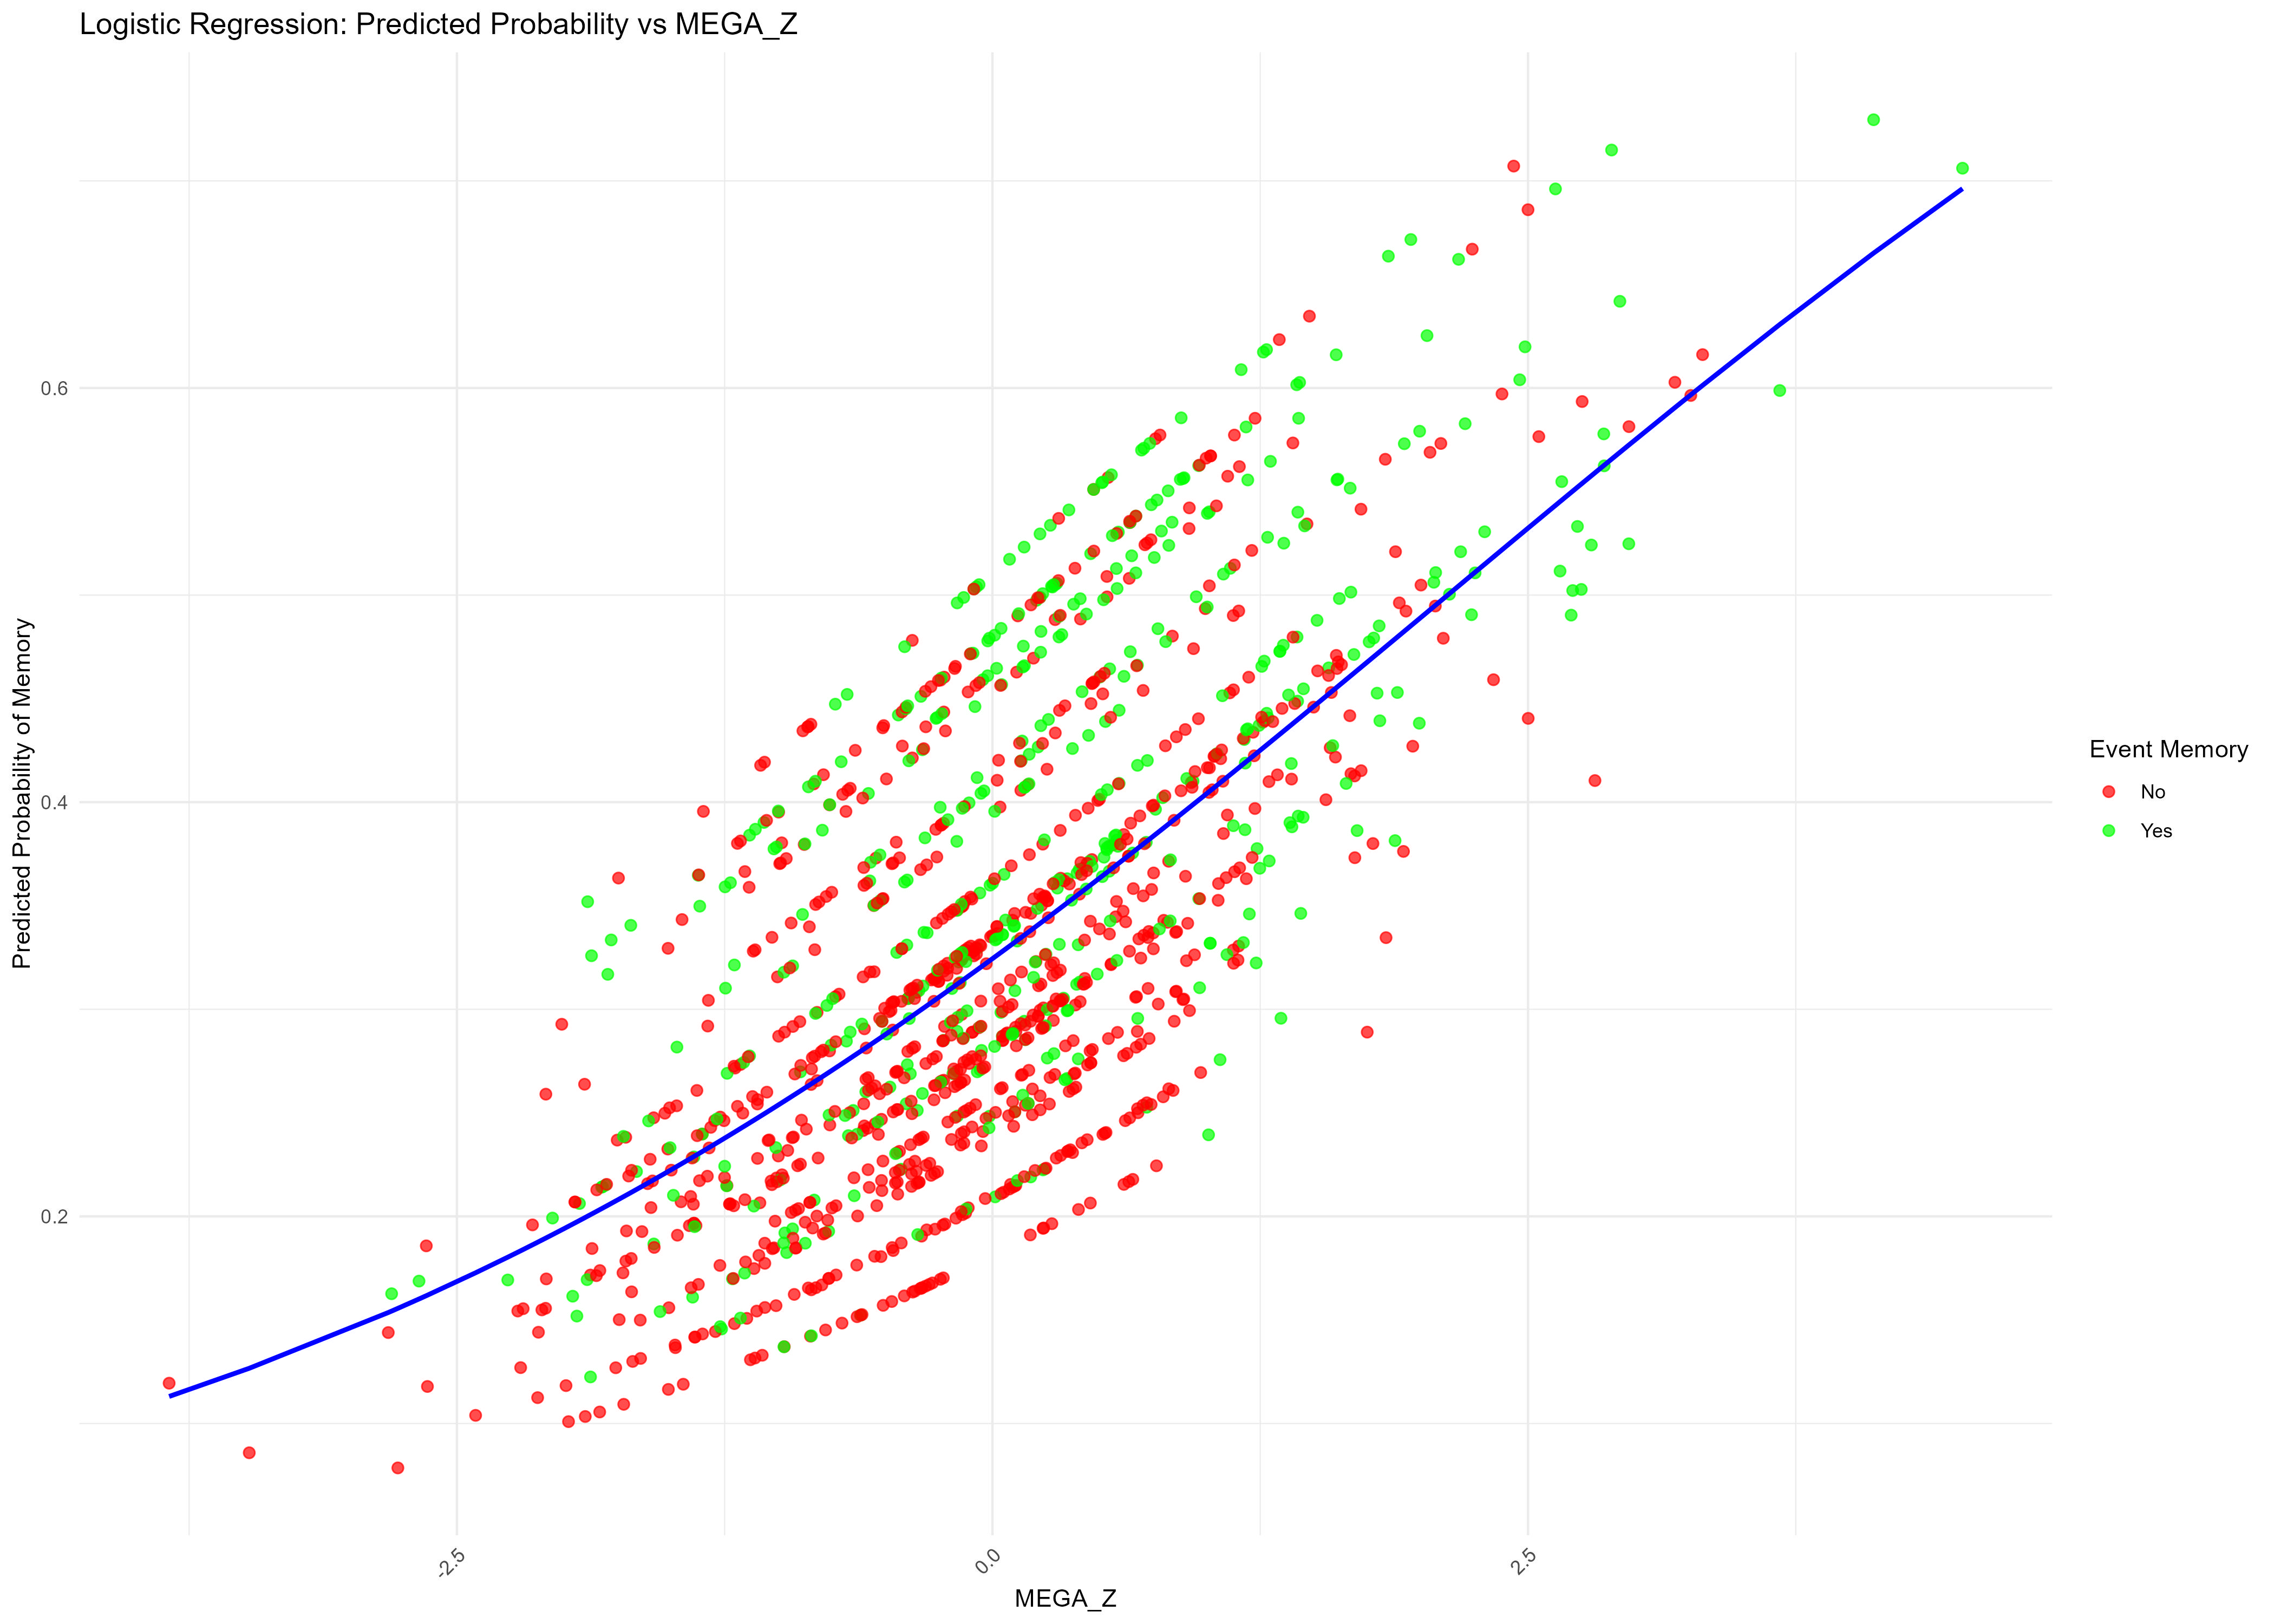 Logistic Regression: Predicted Probability vs MEGA_Z
Predicted Probability of Memory
0.6
0.4
0.2
-2.5
0.0
2.5
MEGA_Z
Event Memory
No
Yes